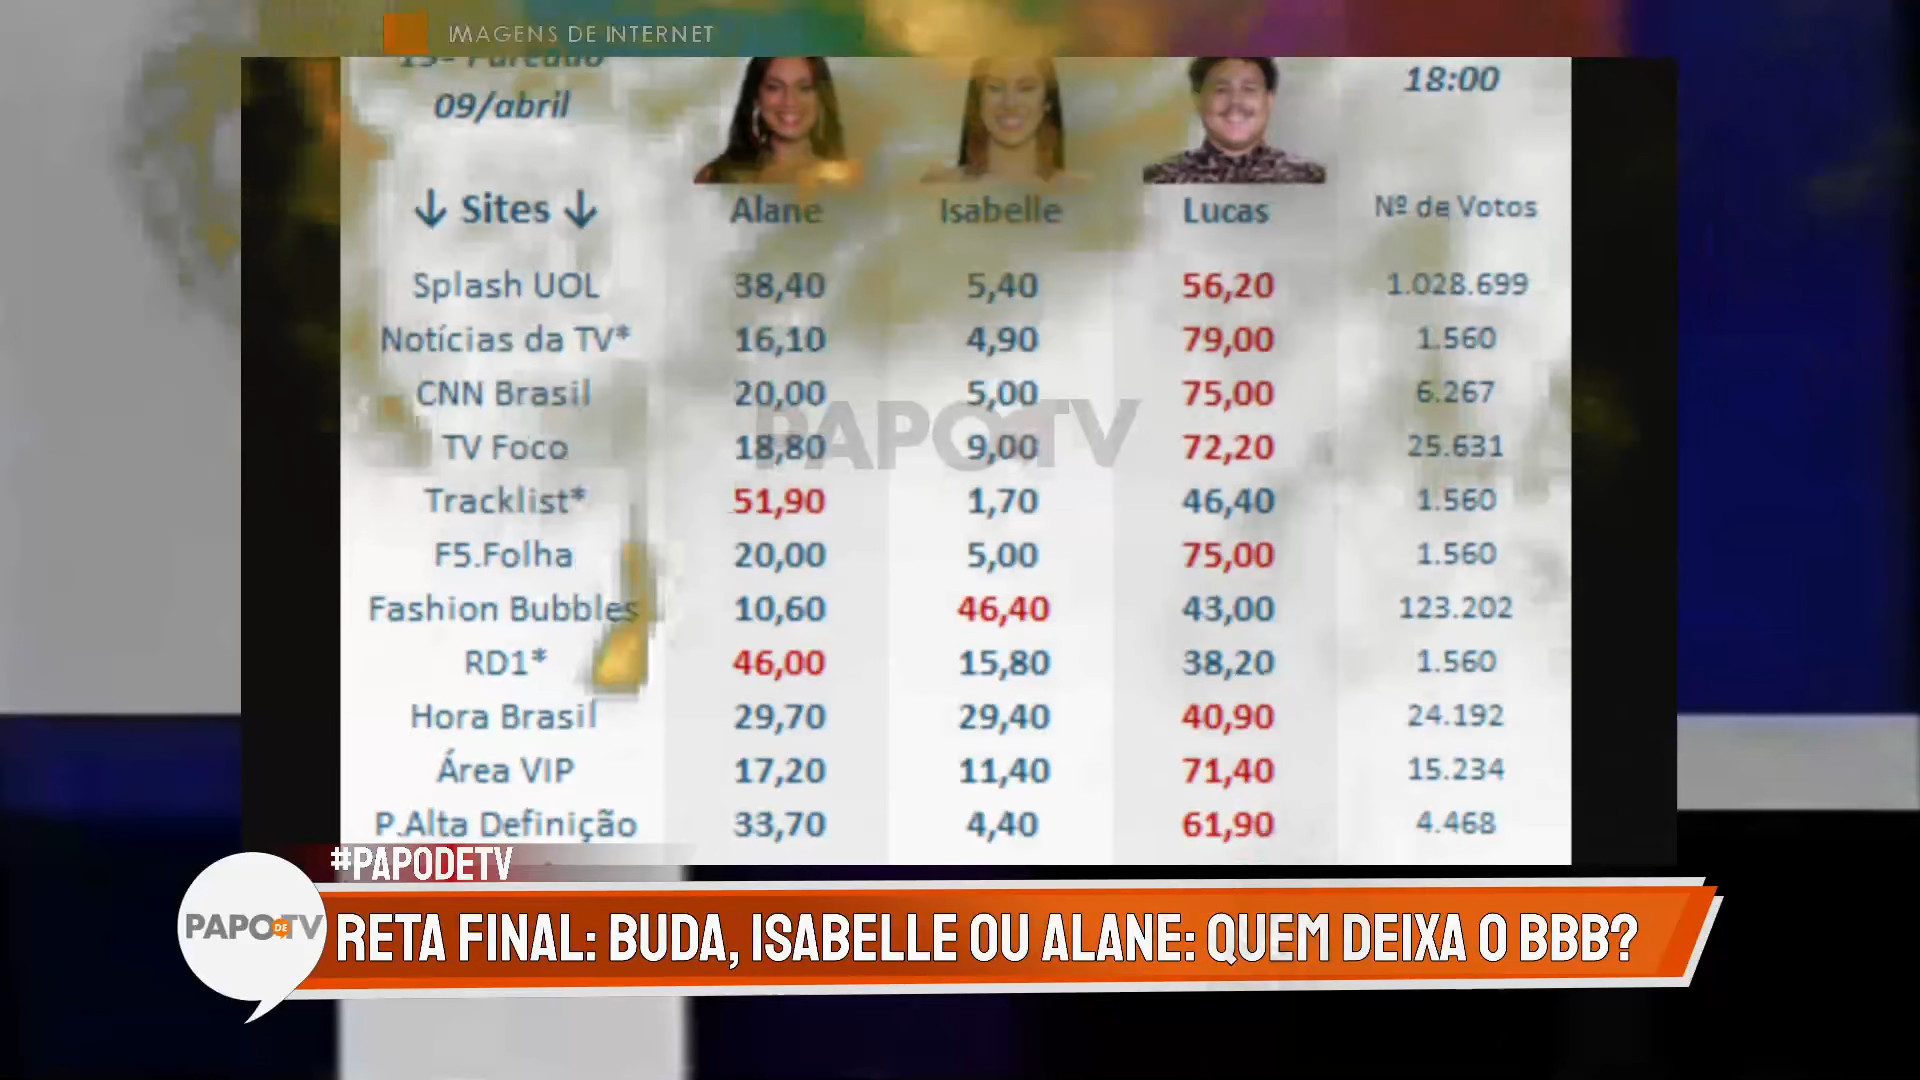 IMAGENS DE INTERNET
09/abril
18:00
↓ Sites ↓ Alane Isabelle Lucas Nº de Votos
Splash UOL 38,40 5,40 56,20 1.028.699
Notícias da TV* 16,10 4,90 79,00 1.560
CNN Brasil 20,00 5,00 75,00 6.267
TV Foco 18,80 9,00 72,20 25.631
PAPO TV
Tracklist* 51,90 1,70 46,40 1.560
F5.Folha 20,00 5,00 75,00 1.560
Fashion Bubbles 10,60 46,40 43,00 123.202
RD1* 46,00 15,80 38,20 1.560
Hora Brasil 29,70 29,40 40,90 24.192
Área VIP 17,20 11,40 71,40 15.234
P.Alta Definição 33,70 4,40 61,90 4.468
#PAPODETV
PAPO DE TV
RETA FINAL: BUDA, ISABELLE OU ALANE: QUEM DEIXA O BBB?